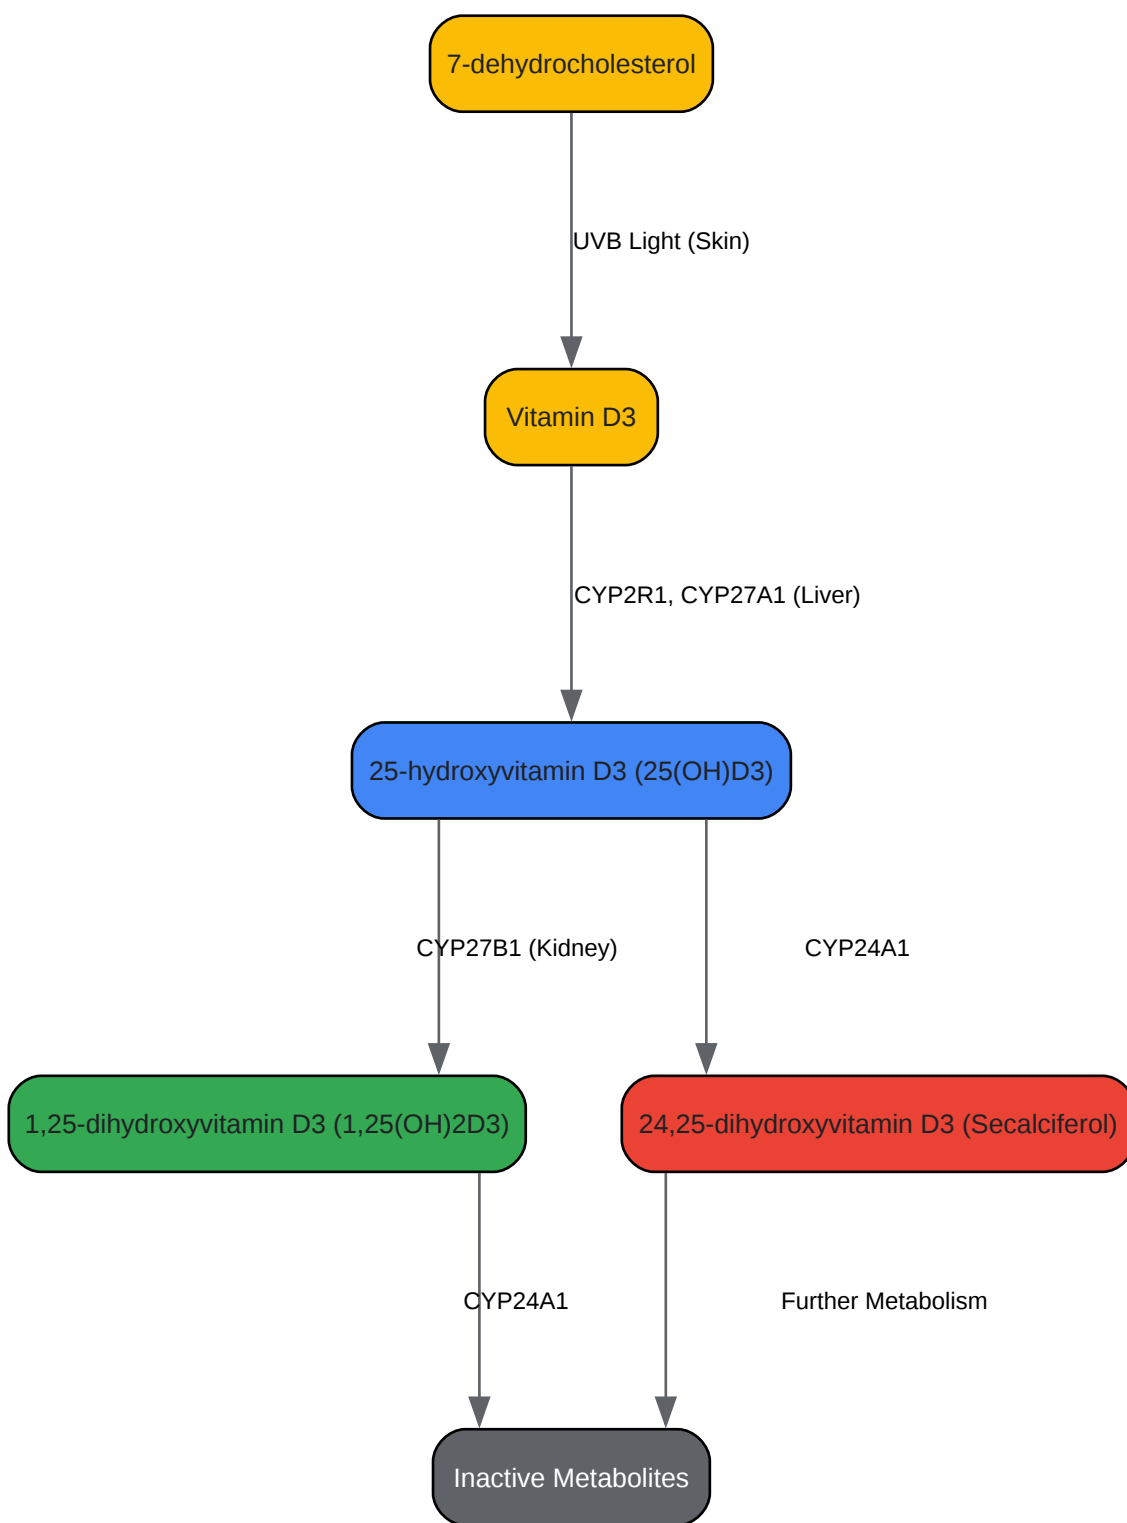 7-dehydrocholesterol
UVB Light (Skin)
Vitamin D3
CYP2R1, CYP27A1 (Liver)
25-hydroxyvitamin D3 (25(OH)D3)
CYP27B1 (Kidney)
CYP24A1
1,25-dihydroxyvitamin D3 (1,25(OH)2D3)
24,25-dihydroxyvitamin D3 (Secalciferol)
CYP24A1
Further Metabolism
Inactive Metabolites